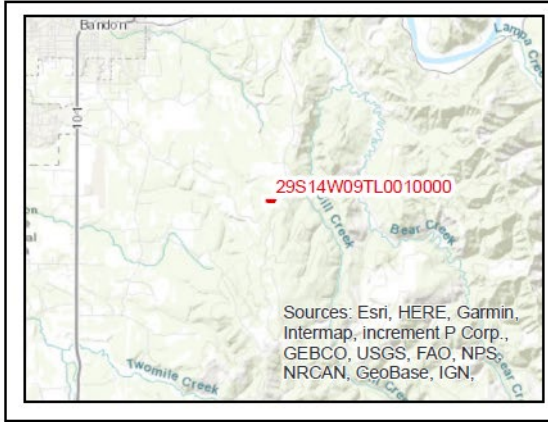 Bandon
Lampa Creek
101
29S14W09TL0010000
Creek
Bear Creek
Sources: Esri, HERE, Garmin,
Intermap, increment P Corp.,
GEBCO, USGS, FAO, NPS,
NRCAN, GeoBase, IGN,
Twomile Creek